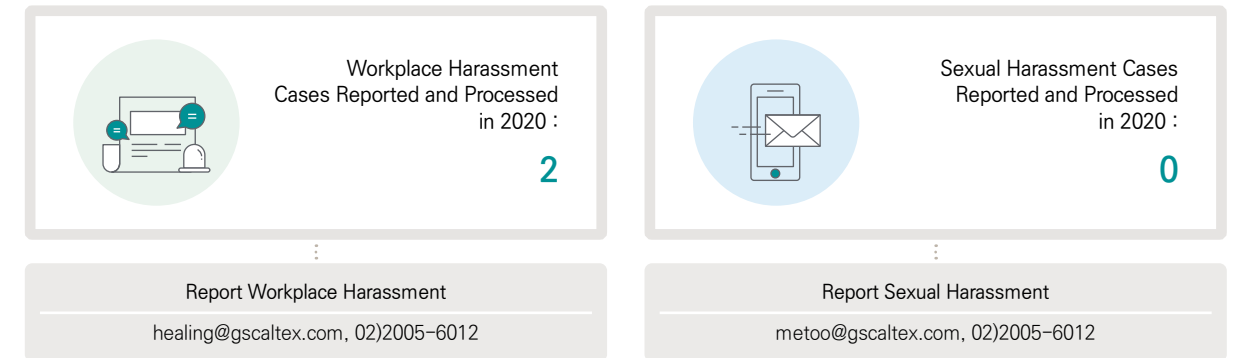 Workplace Harassment
Cases Reported and Processed
in 2020 :
2
Report Workplace Harassment
healing@gscaltex.com, 02)2005-6012
Sexual Harassment Cases
Reported and Processed
in 2020 :
0
Report Sexual Harassment
metoo@gscaltex.com, 02)2005-6012